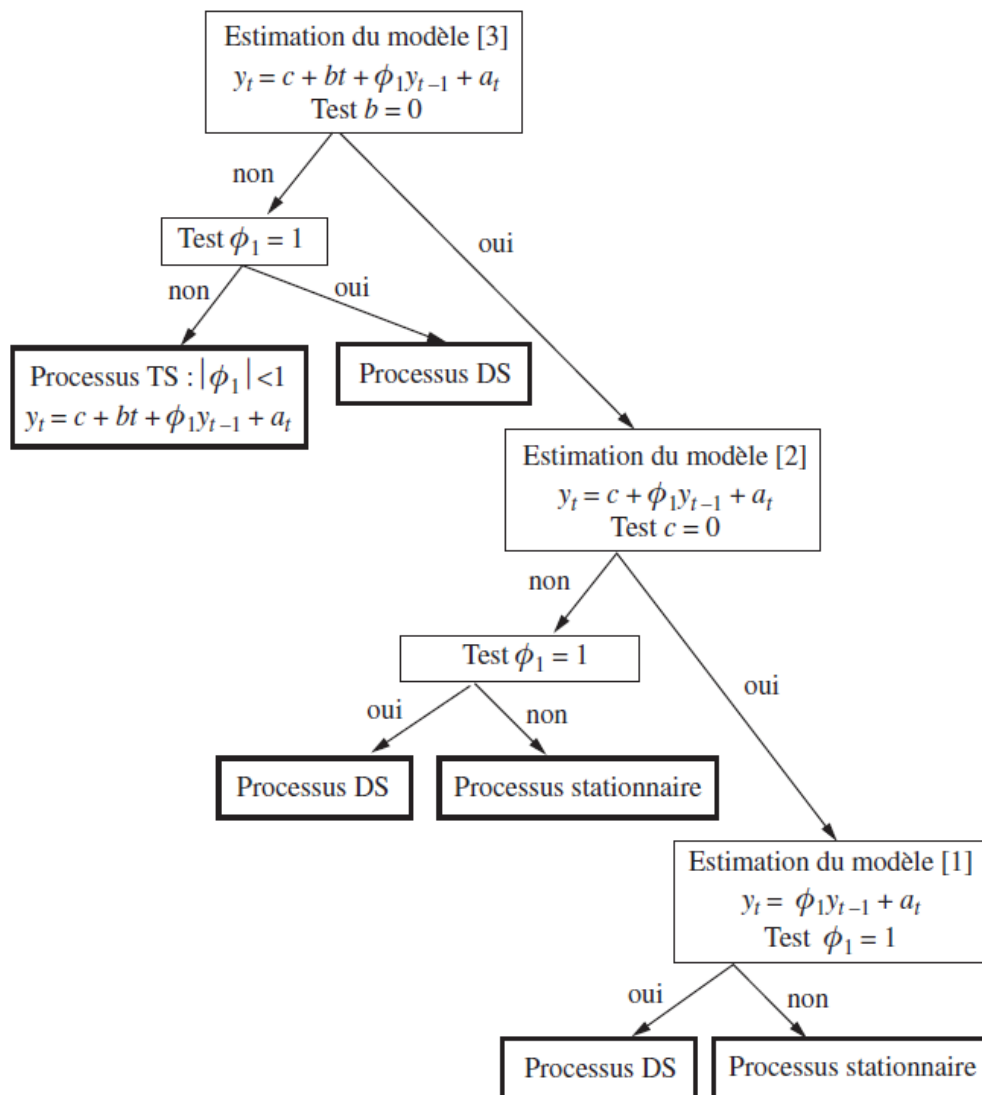 Estimation du modèle [3]
y_t = c + bt + ϕ_1 y_{t−1} + a_t
Test b = 0
non
oui
Test ϕ_1 = 1
non
oui
Processus TS : |ϕ_1| <1
y_t = c + bt + ϕ_1 y_{t−1} + a_t
Processus DS
Estimation du modèle [2]
y_t = c + ϕ_1 y_{t−1} + a_t
Test c = 0
non
oui
Test ϕ_1 = 1
oui
non
Processus DS
Processus stationnaire
Estimation du modèle [1]
y_t = ϕ_1 y_{t−1} + a_t
Test ϕ_1 = 1
oui
non
Processus DS
Processus stationnaire